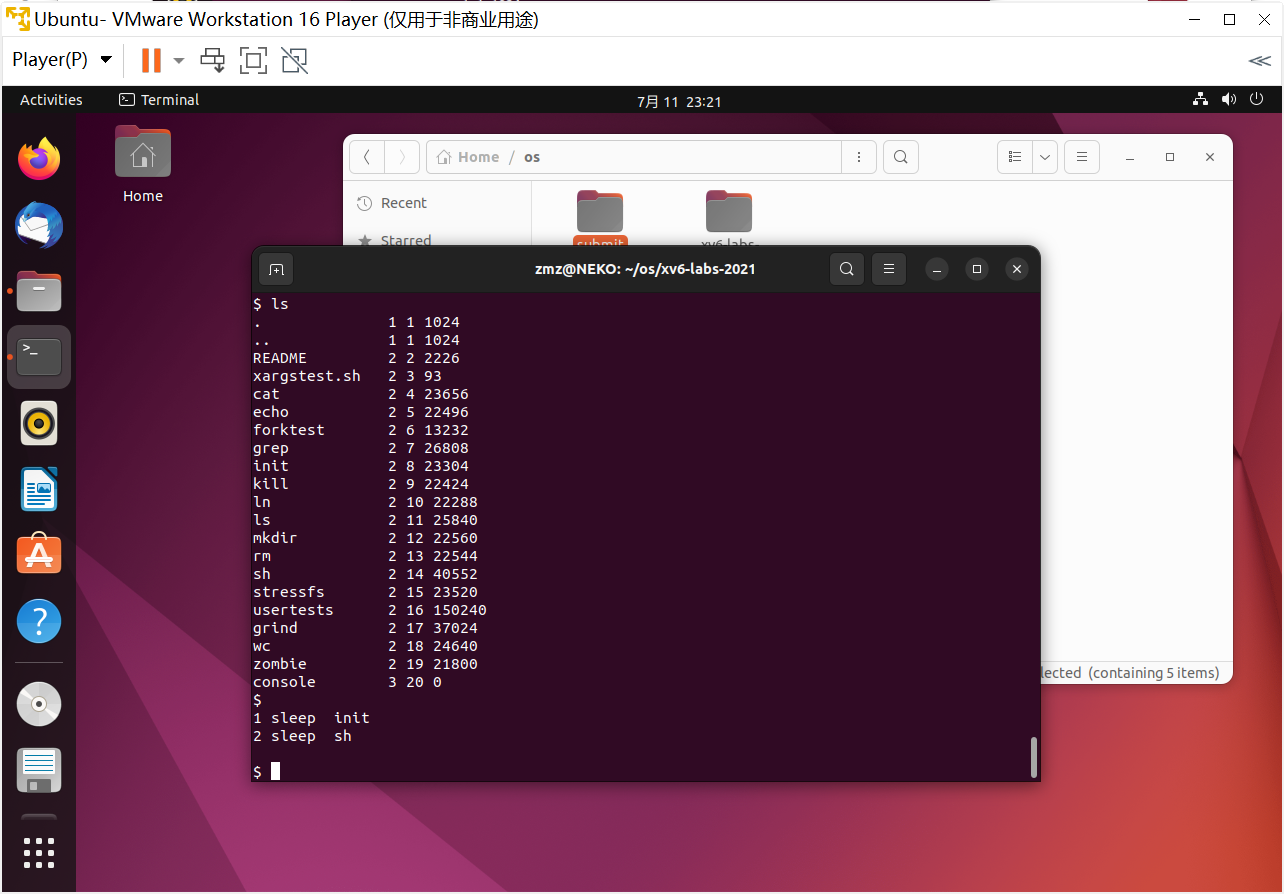 Ubuntu- VMware Workstation 16 Player (仅用于非商业用途)
Player(P)
Activities
Terminal
7月 11 23:21
Home
Home / os
Recent
Starred
submit
xv6-labs-
zmz@NEKO: ~/os/xv6-labs-2021
$ ls
. 1 1 1024
.. 1 1 1024
README 2 2 2226
xargstest.sh 2 3 93
cat 2 4 23656
echo 2 5 22496
forktest 2 6 13232
grep 2 7 26808
init 2 8 23304
kill 2 9 22424
ln 2 10 22288
ls 2 11 25840
mkdir 2 12 22560
rm 2 13 22544
sh 2 14 40552
stressfs 2 15 23520
usertests 2 16 150240
grind 2 17 37024
wc 2 18 24640
zombie 2 19 21800
console 3 20 0
$
1 sleep init
2 sleep sh
$
lected (containing 5 items)